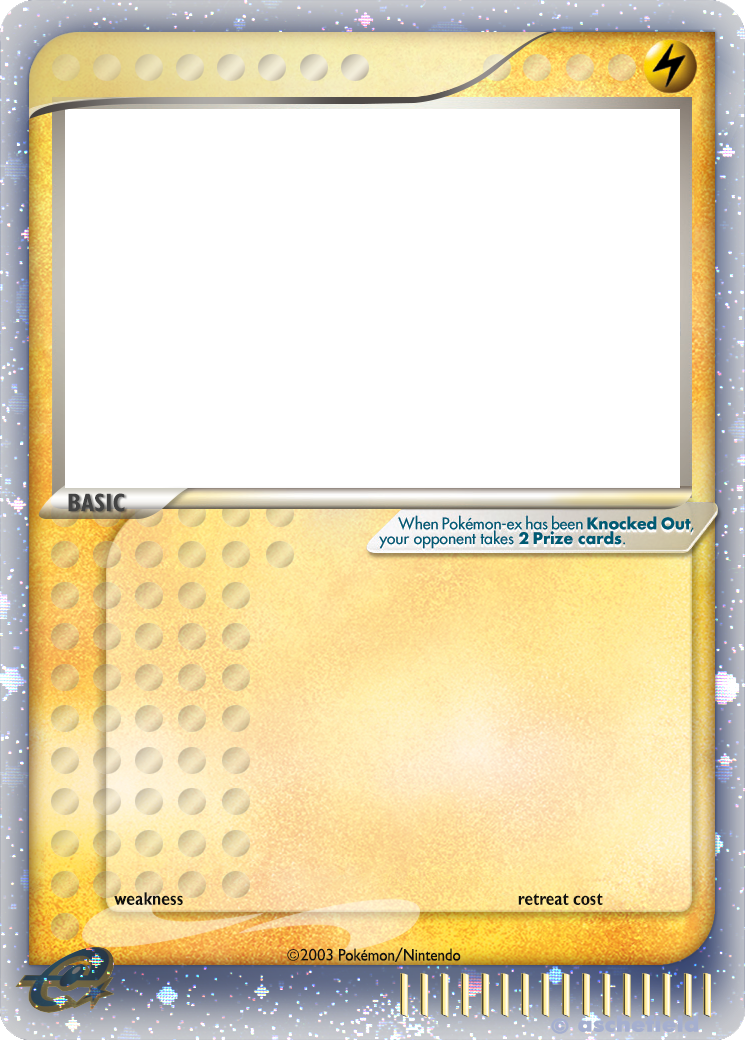 BASIC
When Pokémon-ex has been Knocked Out,
your opponent takes 2 Prize cards.
weakness
retreat cost
©2003 Pokémon/Nintendo
© aschefield